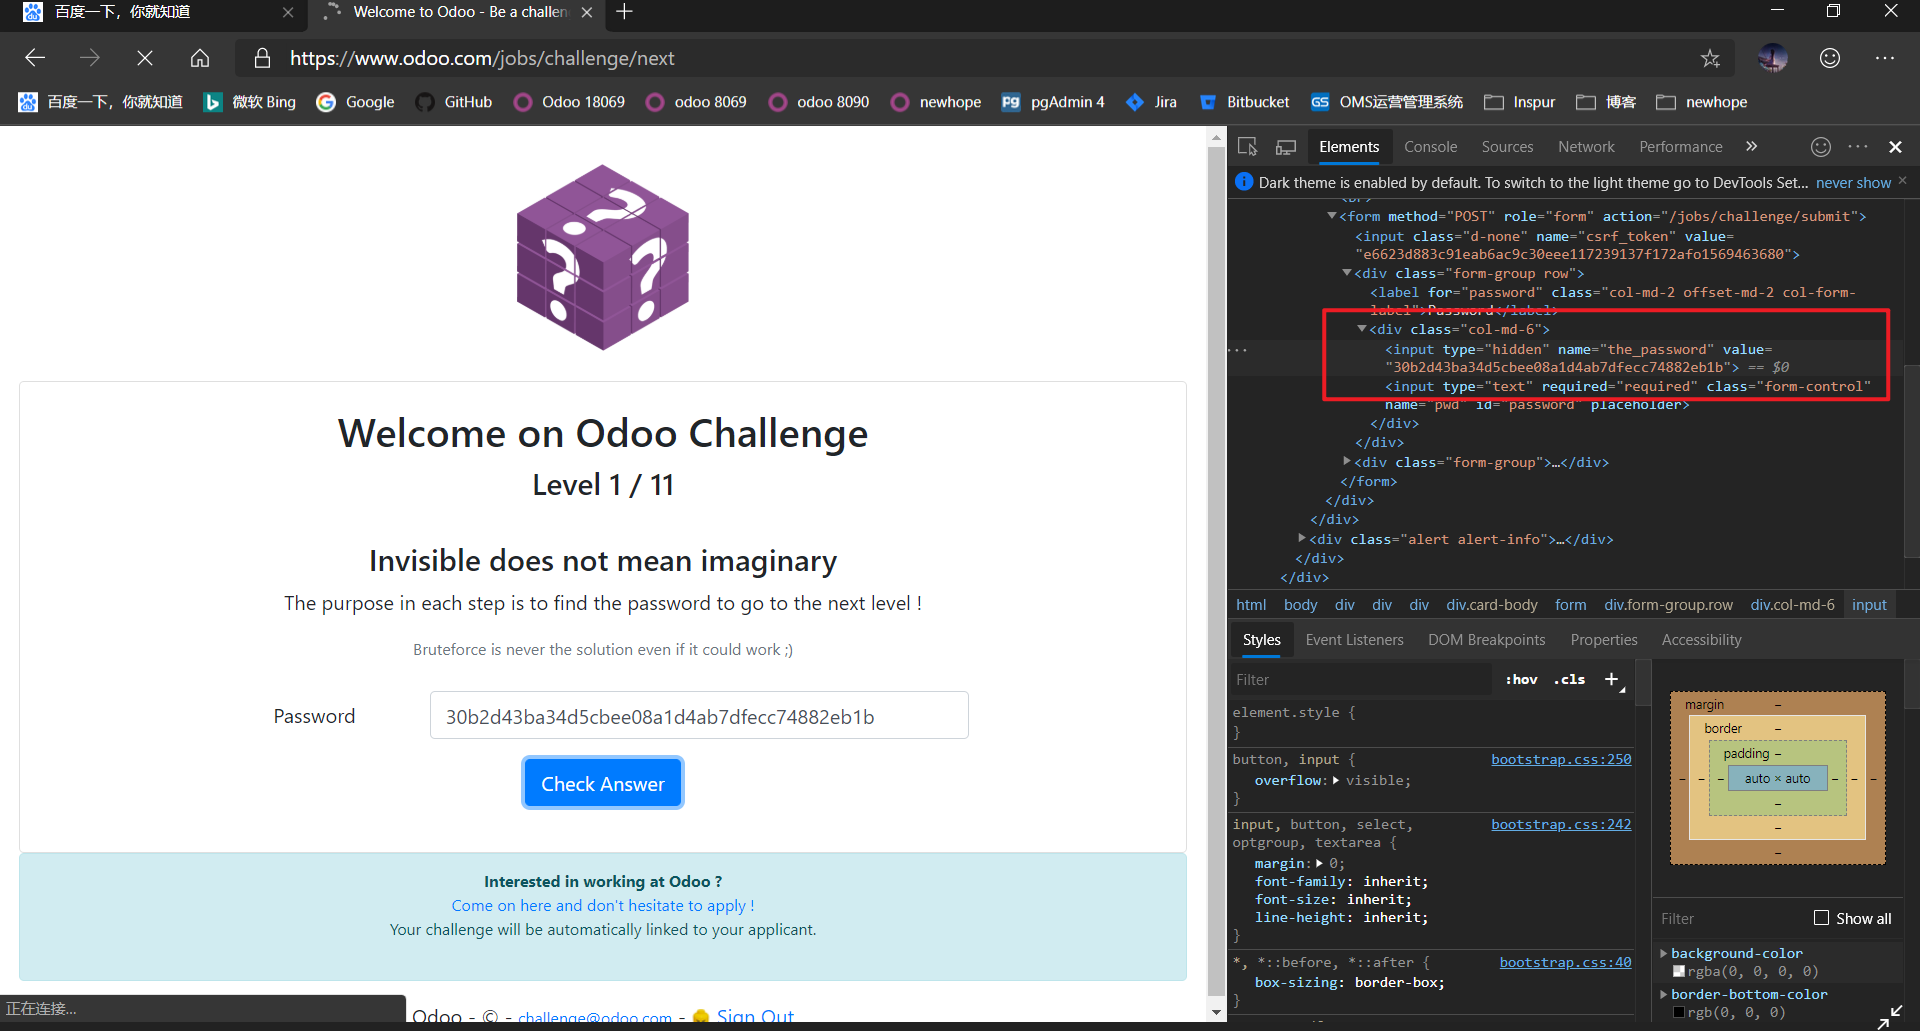 百度一下，你就知道
Welcome to Odoo - Be a challen
https://www.odoo.com/jobs/challenge/next
百度一下，你就知道 微软 Bing Google GitHub Odoo 18069 odoo 8069 odoo 8090 newhope pgAdmin 4 Jira Bitbucket OMS运营管理系统 Inspur 博客 newhope
Welcome on Odoo Challenge
Level 1 / 11
Invisible does not mean imaginary
The purpose in each step is to find the password to go to the next level !
Bruteforce is never the solution even if it could work ;)
Password 30b2d43ba34d5cbee08a1d4ab7dfecc74882eb1b
Check Answer
Interested in working at Odoo ?
Come on here and don't hesitate to apply !
Your challenge will be automatically linked to your applicant.
正在连接...
Odoo - © - challenge@odoo.com - Sign Out
Elements Console Sources Network Performance
Dark theme is enabled by default. To switch to the light theme go to DevTools Set... never show
<form method="POST" role="form" action="/jobs/challenge/submit">
<input class="d-none" name="csrf_token" value=
"e6623d883c91eab6ac9c30eee117239137f172afo1569463680">
<div class="form-group row">
<label for="password" class="col-md-2 offset-md-2 col-form-
label">Password</label>
<div class="col-md-6">
<input type="hidden" name="the_password" value=
"30b2d43ba34d5cbee08a1d4ab7dfecc74882eb1b"> == $0
<input type="text" required="required" class="form-control"
name="pwd" id="password" placeholder>
</div>
</div>
<div class="form-group">…</div>
</form>
</div>
</div>
<div class="alert alert-info">…</div>
</div>
</div>
html body div div div div.card-body form div.form-group.row div.col-md-6 input
Styles Event Listeners DOM Breakpoints Properties Accessibility
Filter :hov .cls +
element.style {
}
button, input { bootstrap.css:250
overflow: visible;
}
input, button, select, bootstrap.css:242
optgroup, textarea {
margin: 0;
font-family: inherit;
font-size: inherit;
line-height: inherit;
}
*, *::before, *::after { bootstrap.css:40
box-sizing: border-box;
}
margin –
border –
padding –
– – – auto × auto – – –
–
–
–
Filter Show all
background-color
rgba(0, 0, 0, 0)
border-bottom-color
rgb(0, 0, 0)